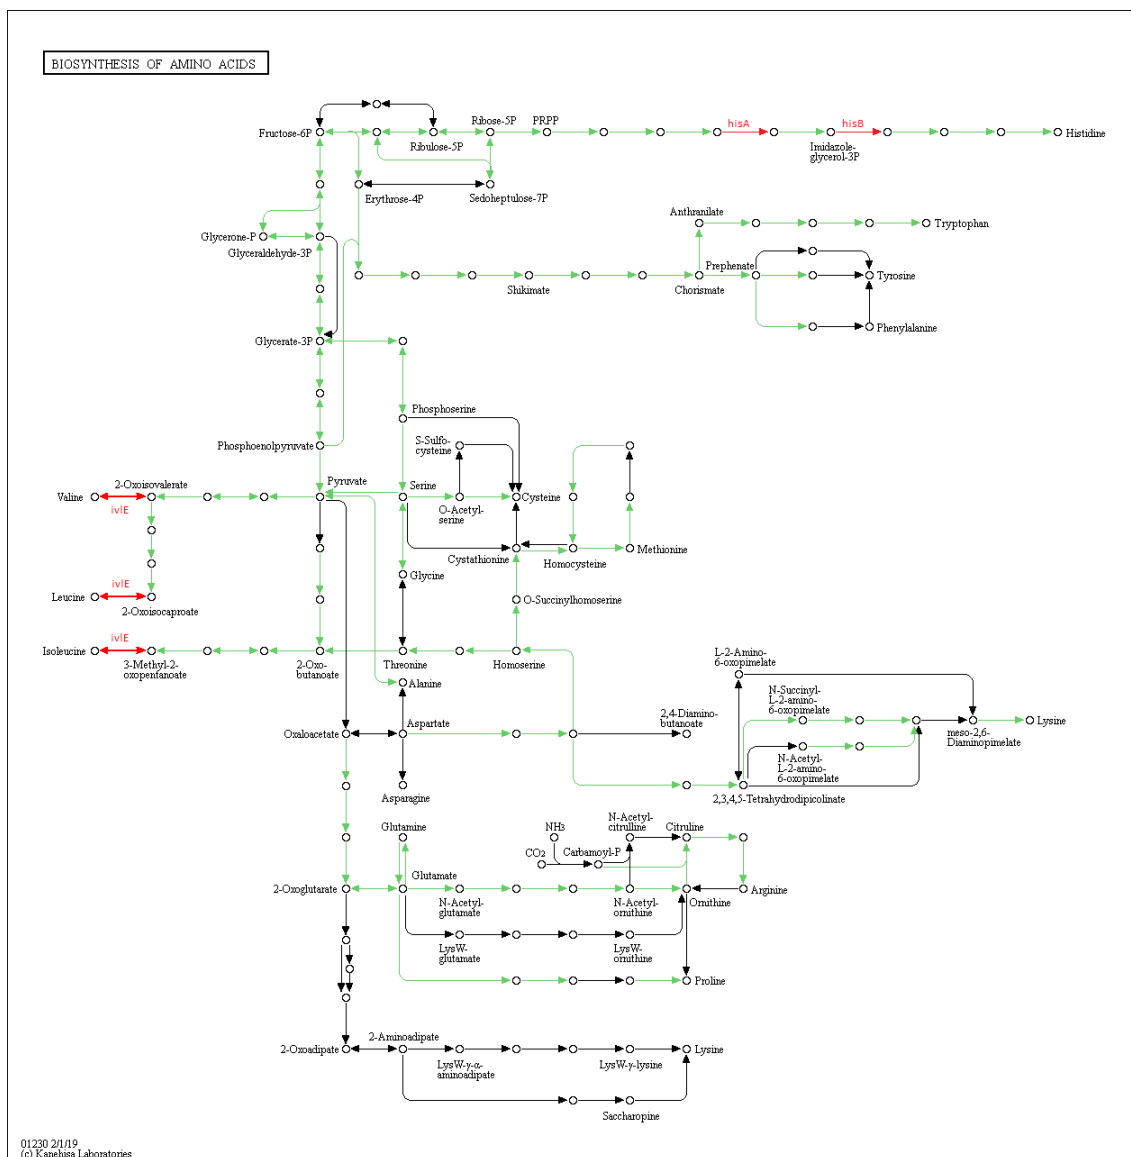 BIOSYNTHESIS OF AMINO ACIDS
Fructose-6P
Ribose-5P
PRPP
hisA
hisB
Histidine
Ribulose-5P
Imidazole-
glycerol-3P
Erythrose-4P
Sedoheptulose-7P
Anthranilate
Tryptophan
Glycerone-P
Glyceraldehyde-3P
Prephenate
Tyrosine
Shikimate
Chorismate
Phenylalanine
Glycerate-3P
Phosphoserine
Phosphoenolpyruvate
S-Sulfo-
cysteine
2-Oxoisovalerate
Pyruvate
Serine
Valine
ivlE
Cysteine
O-Acetyl-
serine
Cystathionine
Homocysteine
Methionine
Glycine
ivlE
Leucine
2-Oxoisocaproate
O-Succinylhomoserine
ivlE
Isoleucine
3-Methyl-2-
oxopentanoate
2-Oxo-
butanoate
Threonine
Homoserine
L-2-Amino-
6-oxopimelate
Alanine
N-Succinyl-
L-2-amino-
6-oxopimelate
2,4-Diamino-
butanoate
Aspartate
Oxaloacetate
Lysine
meso-2,6-
Diaminopimelate
N-Acetyl-
L-2-amino-
6-oxopimelate
Asparagine
2,3,4,5-Tetrahydrodipicolinate
Glutamine
NH3
N-Acetyl-
citrulline
Citruline
CO2
Carbamoyl-P
Glutamate
2-Oxoglutarate
N-Acetyl-
glutamate
N-Acetyl-
ornithine
Ornithine
Arginine
LysW-
glutamate
LysW-
ornithine
Proline
2-Aminoadipate
2-Oxoadipate
Lysine
LysW-γ-α-
aminoadipate
LysW-γ-lysine
Saccharopine
01230 2/1/19
(c) Kanehisa Laboratories